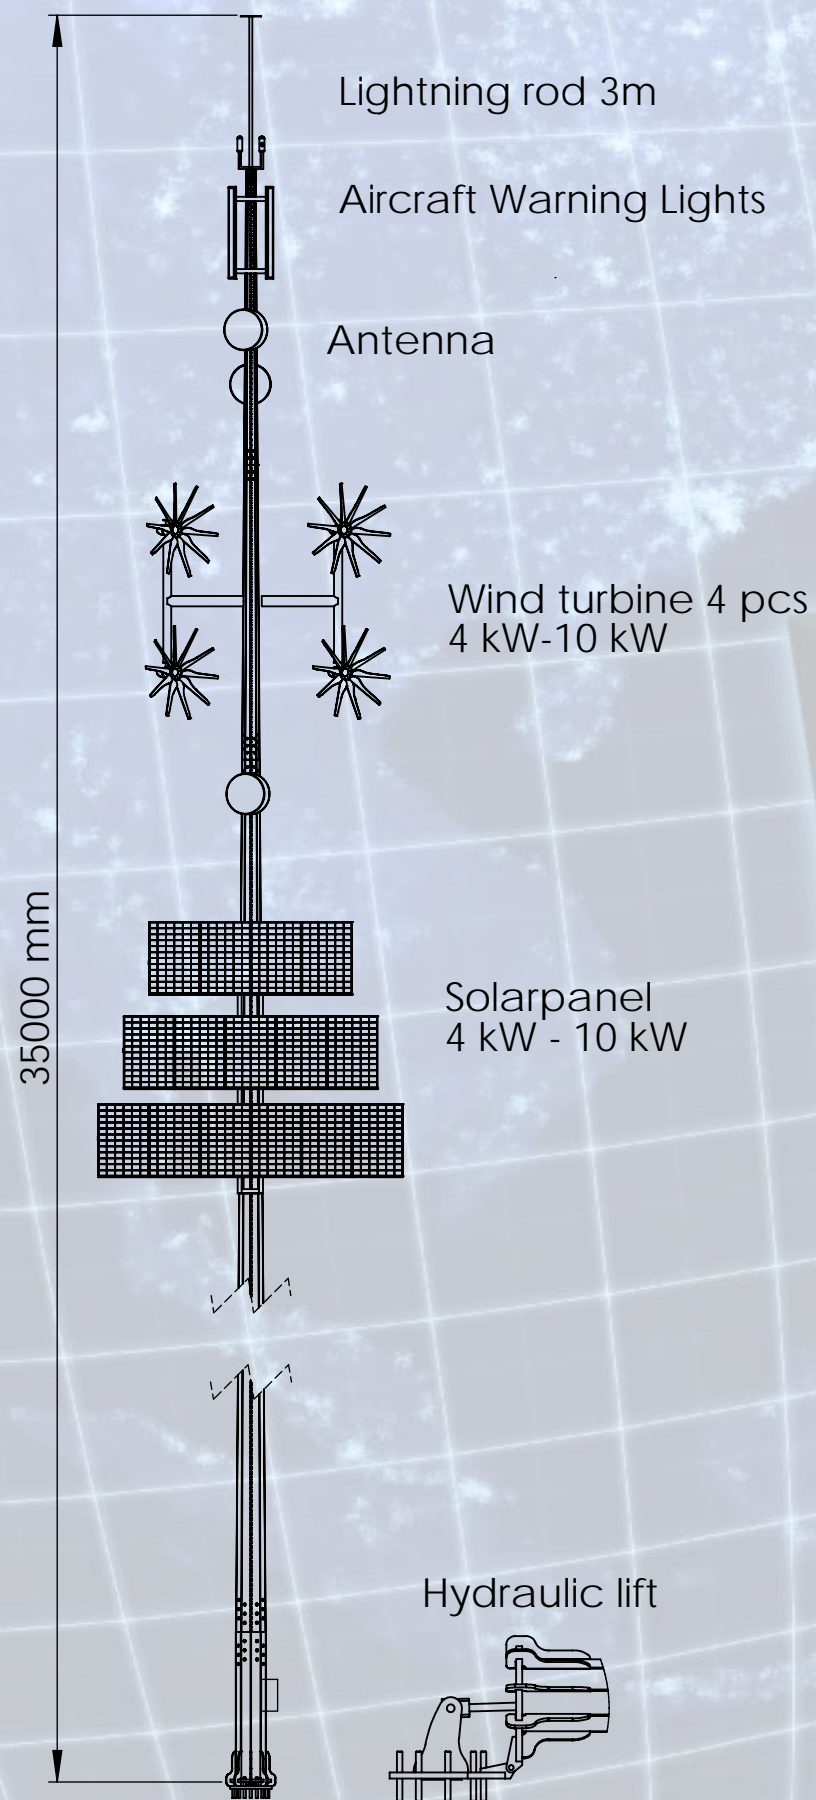 Lightning rod 3m
Aircraft Warning Lights
Antenna
Wind turbine 4 pcs
4 kW-10 kW
35000 mm
Solarpanel
4 kW - 10 kW
Hydraulic lift